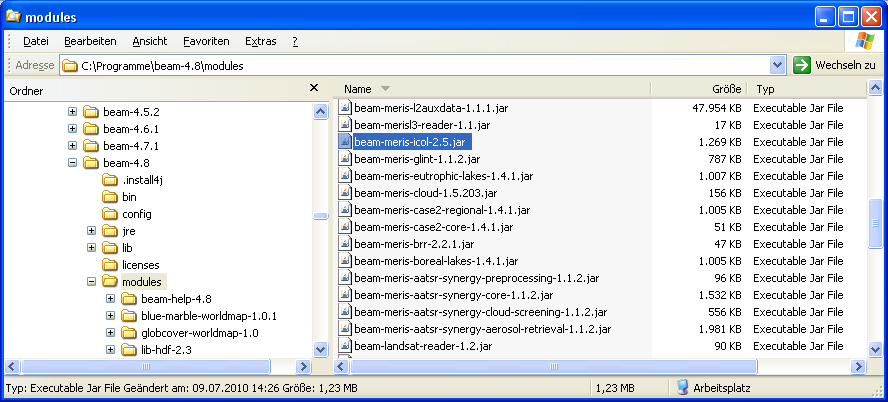 modules
Datei Bearbeiten Ansicht Favoriten Extras ?
Adresse C:\Programme\beam-4.8\modules Wechseln zu
Ordner
beam-4.5.2
beam-4.6.1
beam-4.7.1
beam-4.8
.install4j
bin
config
jre
lib
licenses
modules
beam-help-4.8
blue-marble-worldmap-1.0.1
globcover-worldmap-1.0
lib-hdf-2.3
Name Größe Typ
beam-meris-l2auxdata-1.1.1.jar 47.954 KB Executable Jar File
beam-merisl3-reader-1.1.jar 17 KB Executable Jar File
beam-meris-icol-2.5.jar 1.269 KB Executable Jar File
beam-meris-glint-1.1.2.jar 787 KB Executable Jar File
beam-meris-eutrophic-lakes-1.4.1.jar 1.007 KB Executable Jar File
beam-meris-cloud-1.5.203.jar 156 KB Executable Jar File
beam-meris-case2-regional-1.4.1.jar 1.005 KB Executable Jar File
beam-meris-case2-core-1.4.1.jar 51 KB Executable Jar File
beam-meris-brr-2.2.1.jar 47 KB Executable Jar File
beam-meris-boreal-lakes-1.4.1.jar 1.005 KB Executable Jar File
beam-meris-aatsr-synergy-preprocessing-1.1.2.jar 96 KB Executable Jar File
beam-meris-aatsr-synergy-core-1.1.2.jar 1.532 KB Executable Jar File
beam-meris-aatsr-synergy-cloud-screening-1.1.2.jar 556 KB Executable Jar File
beam-meris-aatsr-synergy-aerosol-retrieval-1.1.2.jar 1.981 KB Executable Jar File
beam-landsat-reader-1.2.jar 90 KB Executable Jar File
Typ: Executable Jar File Geändert am: 09.07.2010 14:26 Größe: 1,23 MB 1,23 MB Arbeitsplatz